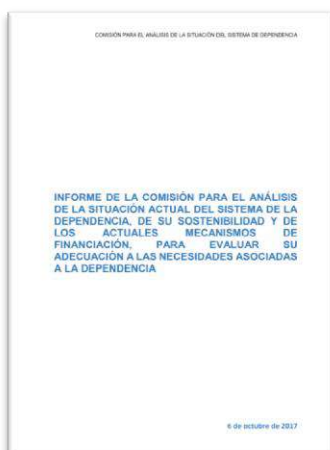 COMISIÓN PARA EL ANÁLISIS DE LA SITUACIÓN DEL SISTEMA DE DEPENDENCIA
INFORME DE LA COMISIÓN PARA EL ANÁLISIS
DE LA SITUACIÓN ACTUAL DEL SISTEMA DE LA
DEPENDENCIA, DE SU SOSTENIBILIDAD Y DE
LOS ACTUALES MECANISMOS DE
FINANCIACIÓN, PARA EVALUAR SU
ADECUACIÓN A LAS NECESIDADES ASOCIADAS
A LA DEPENDENCIA
6 de octubre de 2017